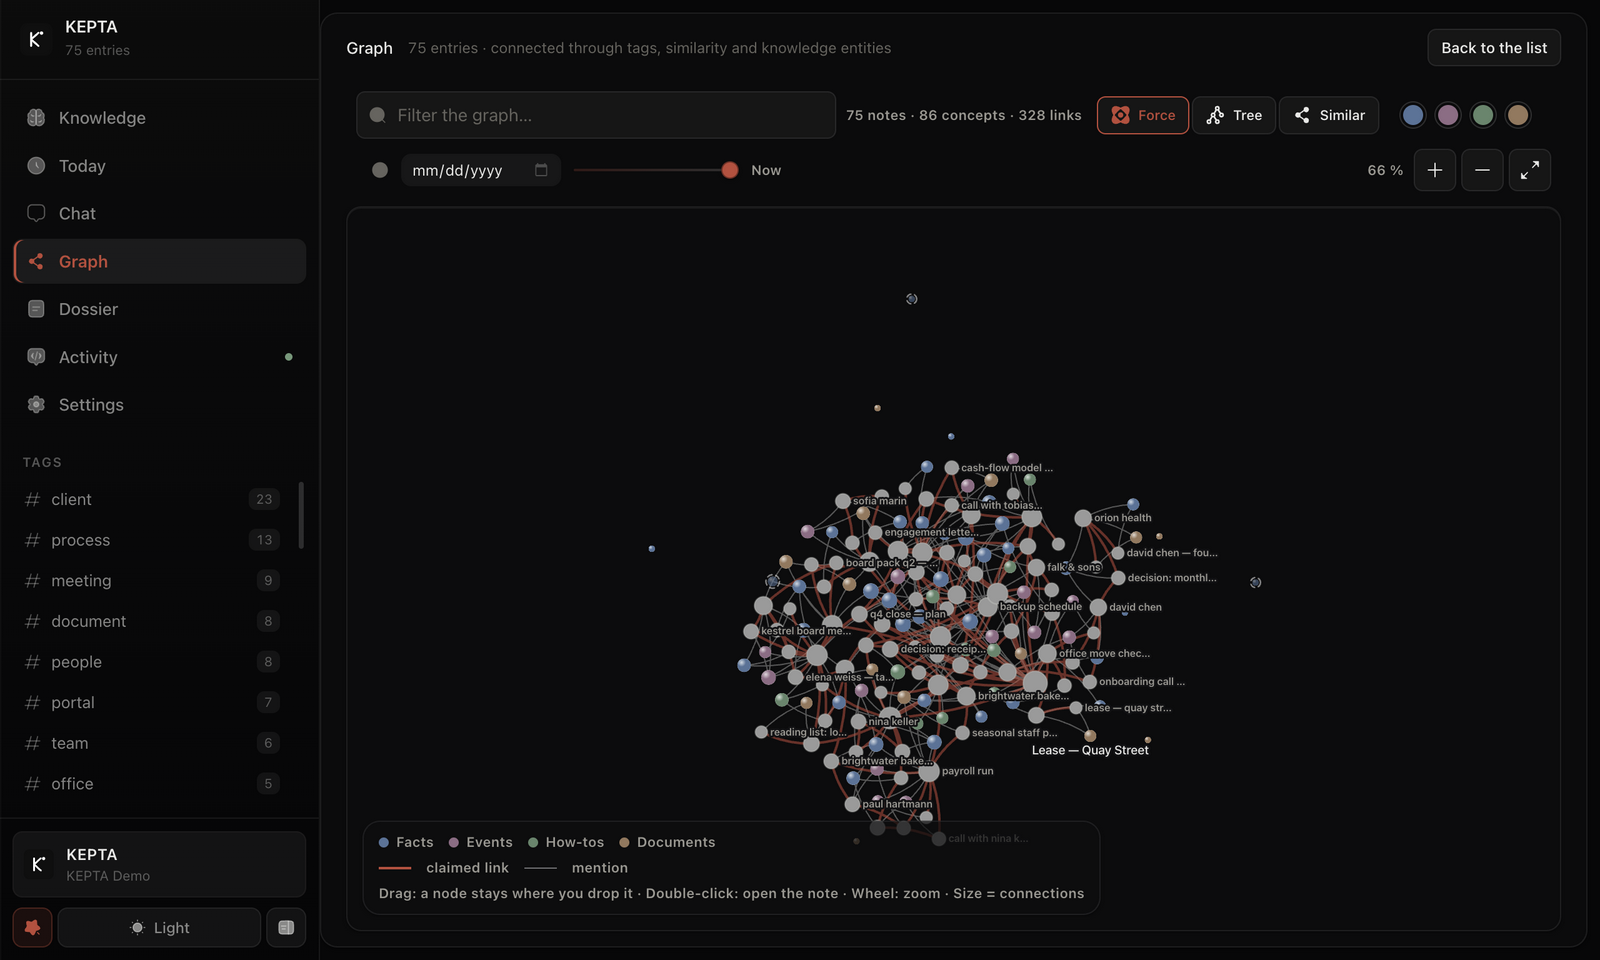 KEPTA
75 entries
Knowledge
Today
Chat
Graph
Dossier
Activity
Settings
TAGS
# client 23
# process 13
# meeting 9
# document 8
# people 8
# portal 7
# team 6
# office 5
KEPTA
KEPTA Demo
Light
Graph 75 entries · connected through tags, similarity and knowledge entities
Back to the list
Filter the graph...
75 notes · 86 concepts · 328 links
Force
Tree
Similar
mm/dd/yyyy
Now
66 %
cash-flow model ...
sofia marin
call with tobias...
orion health
engagement lette...
david chen — fou...
board pack q2 — ...
falk & sons
decision: monthl...
backup schedule
david chen
q4 close — plan
kestrel board me...
decision: receip...
office move chec...
elena weiss — ta...
onboarding call ...
brightwater bake...
lease — quay str...
nina keller
reading list: lo...
seasonal staff p...
Lease — Quay Street
brightwater bake...
payroll run
paul hartmann
call with nina k...
Facts
Events
How-tos
Documents
claimed link
mention
Drag: a node stays where you drop it · Double-click: open the note · Wheel: zoom · Size = connections